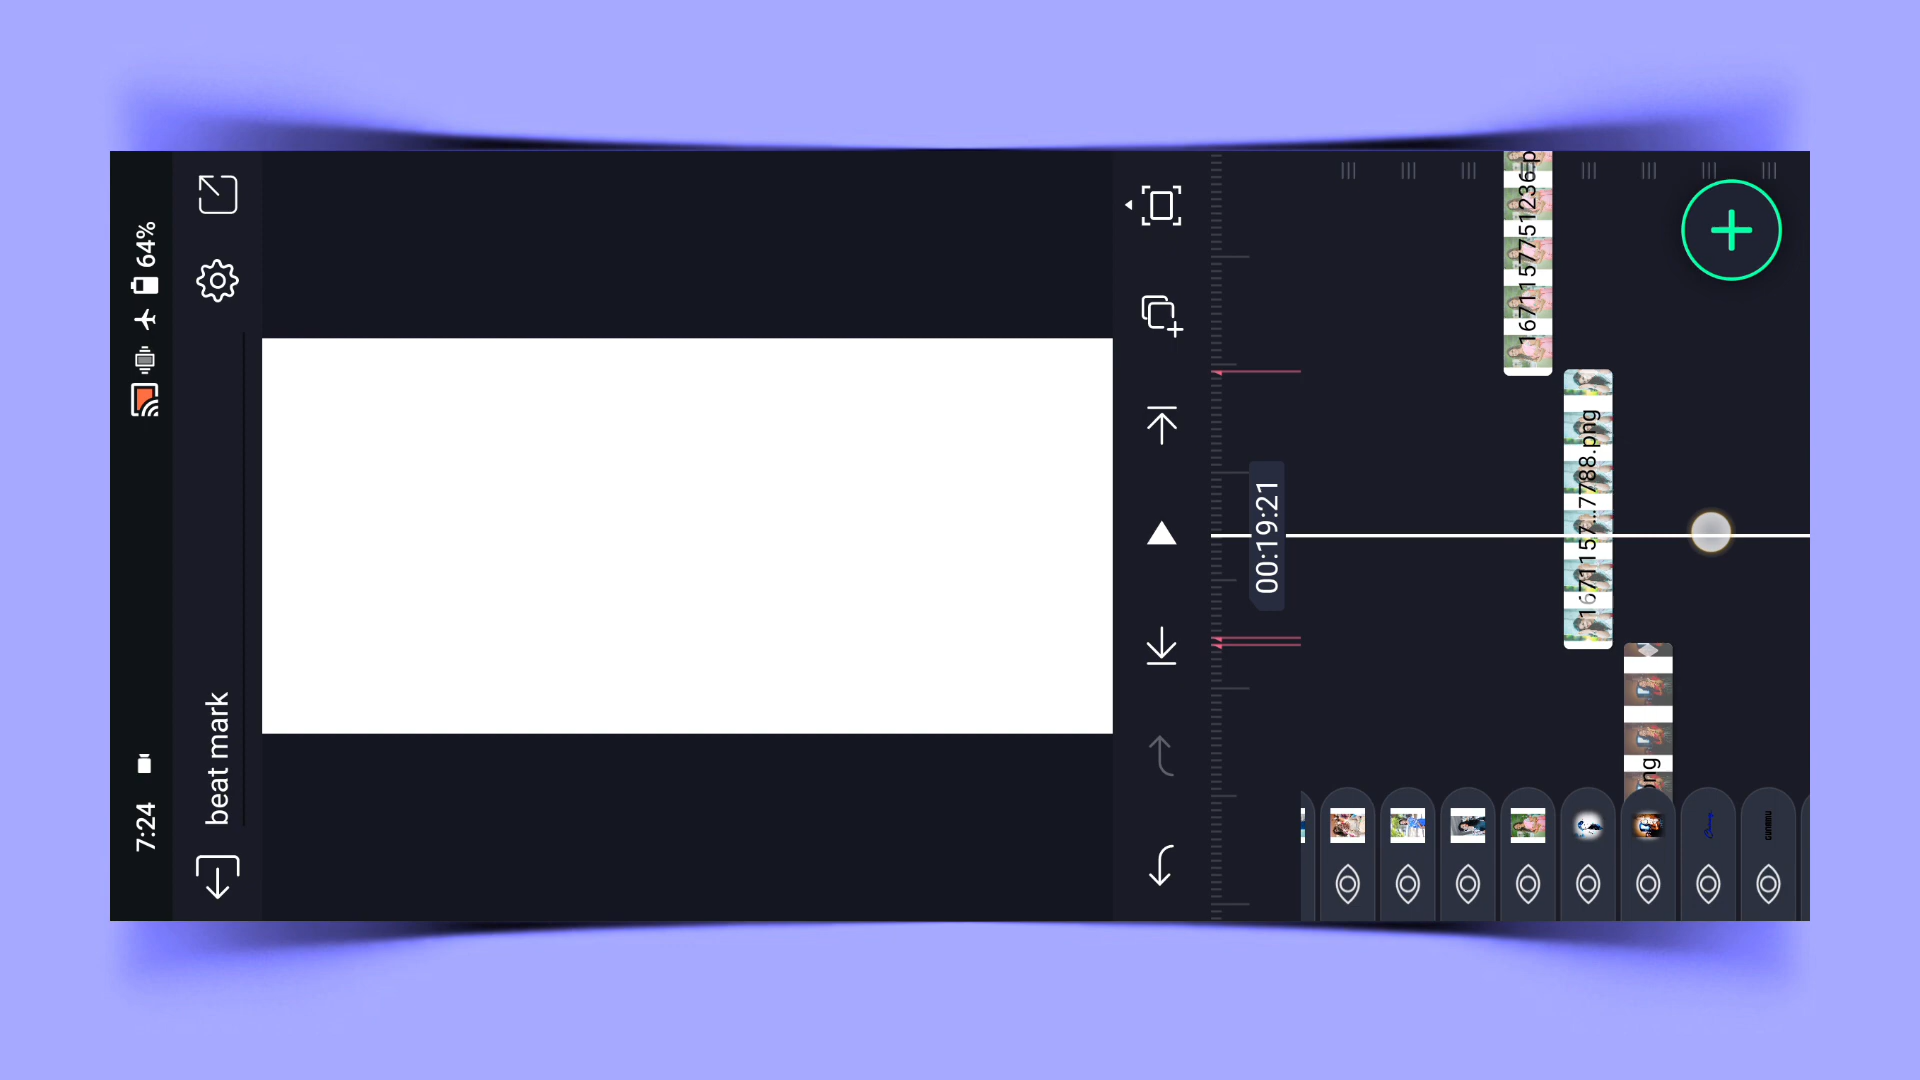 7:24
64%
beat mark
00:19:21
1671157751236.p
1671157...7788.png
ng